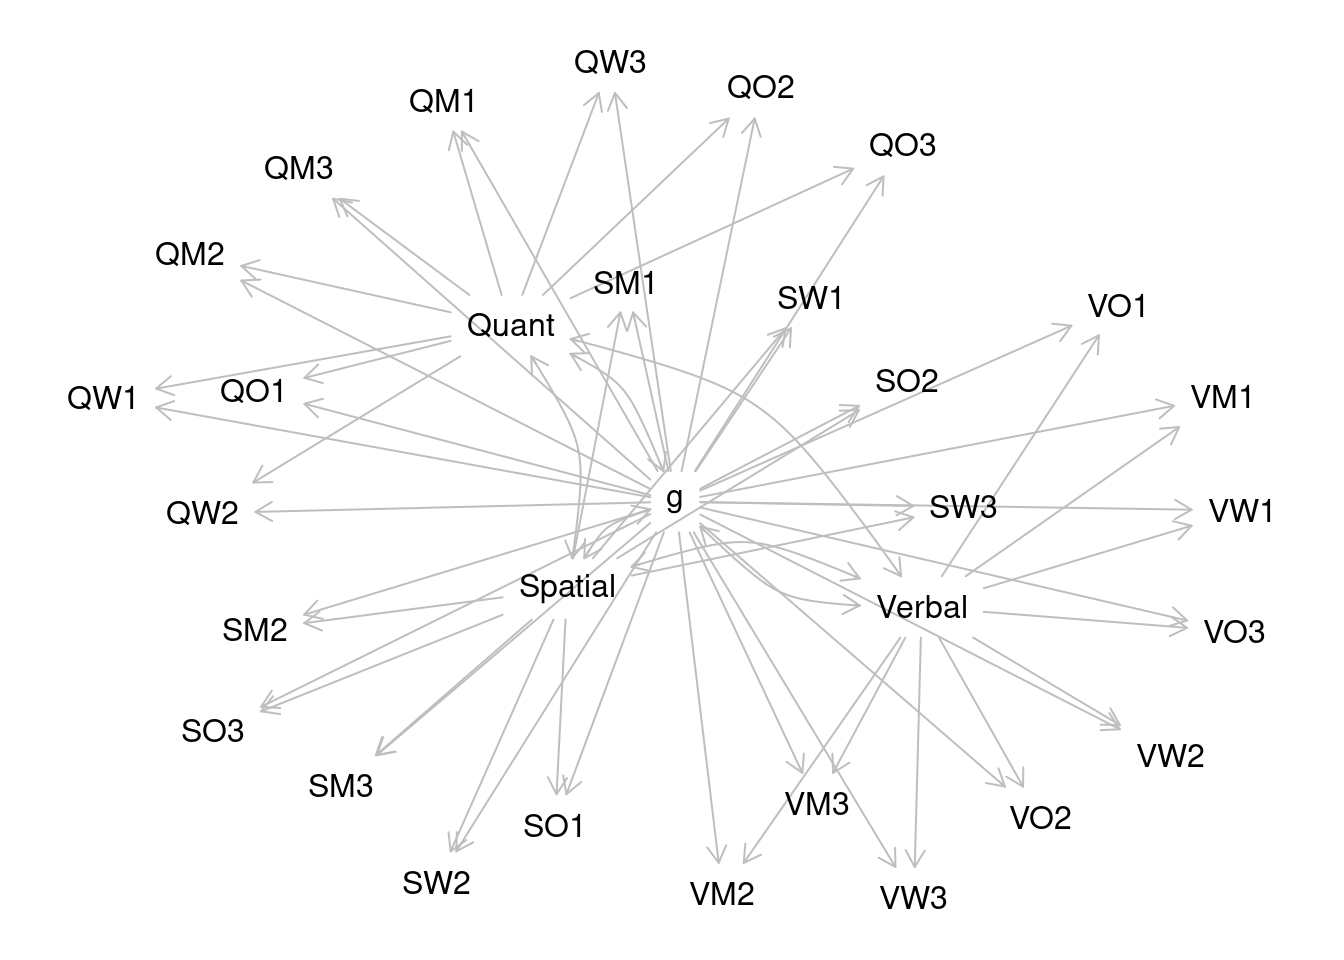 QW3
QO2
QM1
QO3
QM3
QM2
SM1
SW1
VO1
Quant
SO2
QO1
VM1
QW1
g
SW3
VW1
QW2
Spatial
Verbal
SM2
VO3
SO3
VW2
SM3
VM3
VO2
SO1
SW2
VM2
VW3